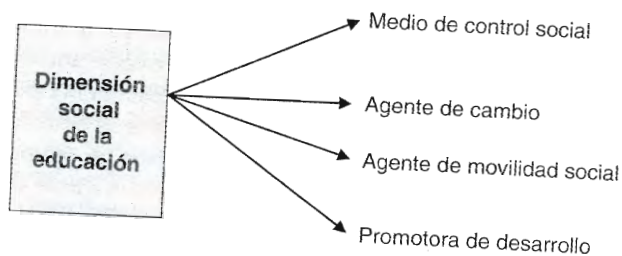 Dimensión
social
de la
educación
Medio de control social
Agente de cambio
Agente de movilidad social
Promotora de desarrollo